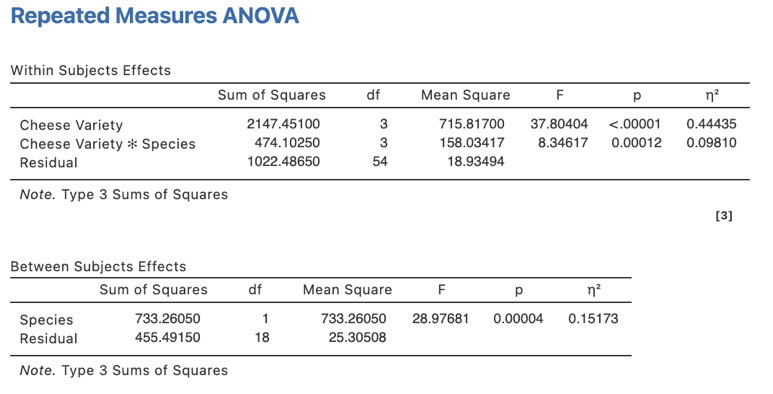 Repeated Measures ANOVA
Within Subjects Effects
Sum of Squares df Mean Square F p η²
Cheese Variety 2147.45100 3 715.81700 37.80404 <.00001 0.44435
Cheese Variety ✻ Species 474.10250 3 158.03417 8.34617 0.00012 0.09810
Residual 1022.48650 54 18.93494
Note. Type 3 Sums of Squares
[3]
Between Subjects Effects
Sum of Squares df Mean Square F p η²
Species 733.26050 1 733.26050 28.97681 0.00004 0.15173
Residual 455.49150 18 25.30508
Note. Type 3 Sums of Squares